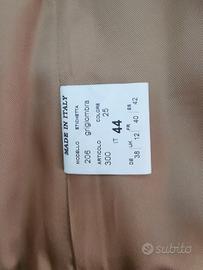 MADE IN ITALY
MODELLO ETICHETTA
206 grigiombra
ARTICOLO COLORE
300 25
IT 44
DE UK FR ES
38 12 40 42
subito